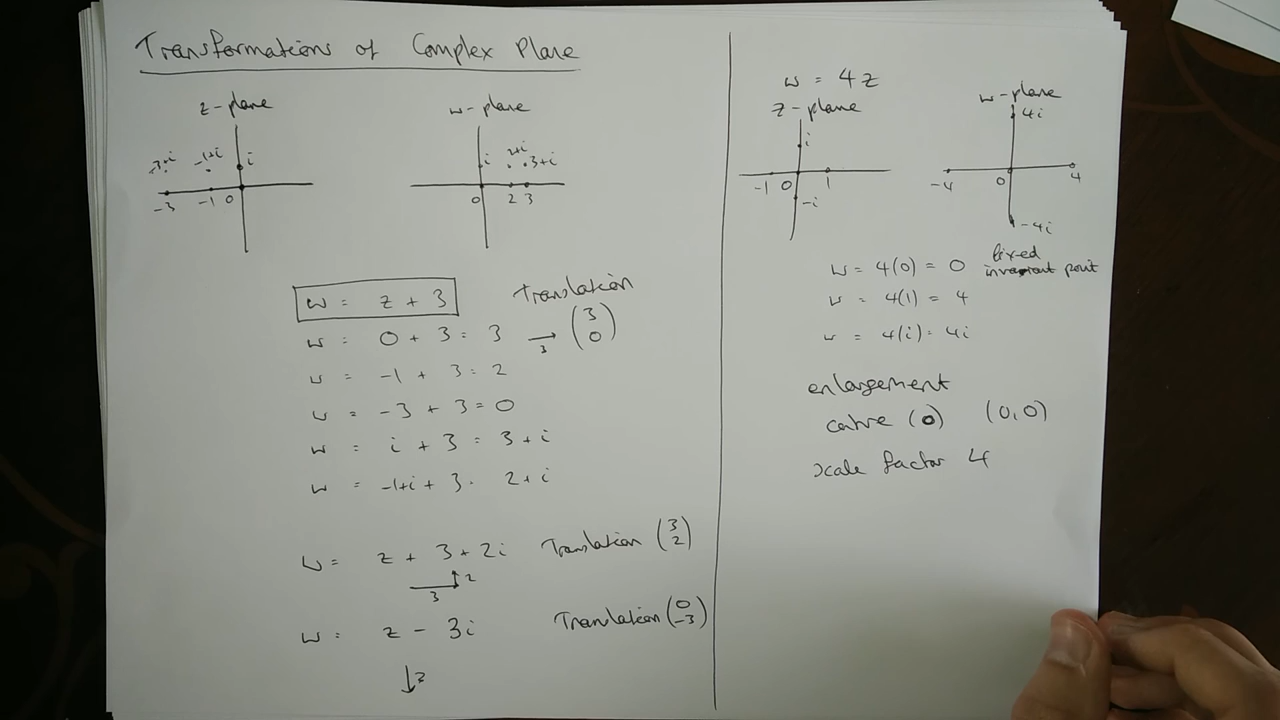 Transformations of Complex Plane
z-plane
w-plane
-3+i -1+i i
-3 -1 0
i 2+i 3+i
0 2 3
w = z + 3 Translation
w = 0 + 3 = 3 → 3 (3 0)
w = -1 + 3 = 2
w = -3 + 3 = 0
w = i + 3 = 3+i
w = -1+i + 3 = 2+i
w = z + 3 + 2i Translation (3 2)
3 2
w = z - 3i Translation (0 -3)
↓3
w = 4z
z-plane
w-plane
i
-1 0 1
-i
4i
-4 0 4
-4i
w = 4(0) = 0 fixed
invariant point
w = 4(1) = 4
w = 4(i) = 4i
enlargement
centre (0) (0,0)
scale factor 4